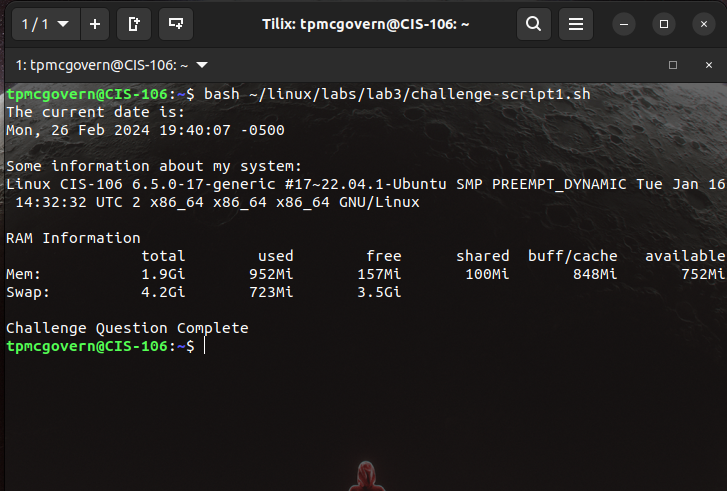 1 / 1
Tilix: tpmcgovern@CIS-106: ~
1: tpmcgovern@CIS-106: ~
tpmcgovern@CIS-106:~$ bash ~/linux/labs/lab3/challenge-script1.sh
The current date is:
Mon, 26 Feb 2024 19:40:07 -0500
Some information about my system:
Linux CIS-106 6.5.0-17-generic #17~22.04.1-Ubuntu SMP PREEMPT_DYNAMIC Tue Jan 16
14:32:32 UTC 2 x86_64 x86_64 x86_64 GNU/Linux
RAM Information
total used free shared buff/cache available
Mem: 1.9Gi 952Mi 157Mi 100Mi 848Mi 752Mi
Swap: 4.2Gi 723Mi 3.5Gi
Challenge Question Complete
tpmcgovern@CIS-106:~$